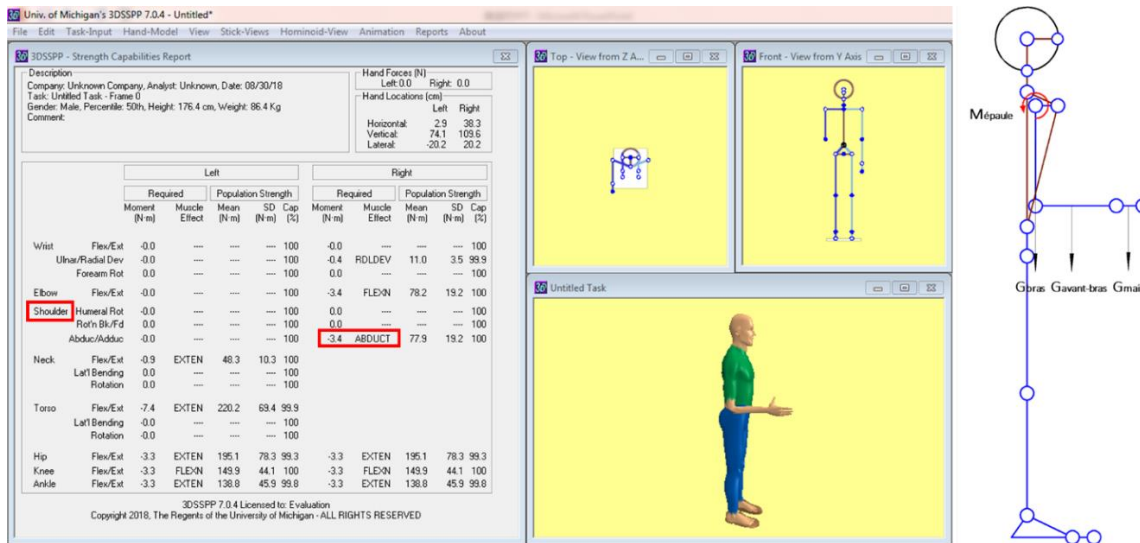 Univ. of Michigan's 3DSSPP 7.0.4 - Untitled*
File Edit Task-Input Hand-Model View Stick-Views Hominoid-View Animation Reports About
3DSSPP - Strength Capabilities Report
Description
Company: Unknown Company, Analyst: Unknown, Date: 08/30/18
Task: Untitled Task - Frame 0
Gender: Male, Percentile: 50th, Height: 176.4 cm, Weight: 86.4 Kg
Comment:
Hand Forces (N)
Left: 0.0 Right: 0.0
Hand Locations (cm)
Left Right
Horizontal: 2.9 38.3
Vertical: 74.1 109.6
Lateral: -20.2 20.2
Left Right
Required Population Strength Required Population Strength
Moment Muscle Mean SD Cap Moment Muscle Mean SD Cap
(N·m) Effect (N·m) (N·m) (%) (N·m) Effect (N·m) (N·m) (%)
Wrist Flex/Ext -0.0 ---- ---- ---- 100 -0.0 ---- ---- ---- 100
Ulnar/Radial Dev -0.0 ---- ---- ---- 100 -0.4 RDLDEV 11.0 3.5 99.9
Forearm Rot 0.0 ---- ---- ---- 100 0.0 ---- ---- ---- 100
Elbow Flex/Ext -0.0 ---- ---- ---- 100 -3.4 FLEXN 78.2 19.2 100
Shoulder Humeral Rot -0.0 ---- ---- ---- 100 0.0 ---- ---- ---- 100
Rot'n Bk/Fd 0.0 ---- ---- ---- 100 0.0 ---- ---- ---- 100
Abduc/Adduc -0.0 ---- ---- ---- 100 -3.4 ABDUCT 77.9 19.2 100
Neck Flex/Ext -0.9 EXTEN 48.3 10.3 100
Lat'l Bending 0.0 ---- ---- ---- 100
Rotation 0.0 ---- ---- ---- 100
Torso Flex/Ext -7.4 EXTEN 220.2 69.4 99.9
Lat'l Bending -0.0 ---- ---- ---- 100
Rotation -0.0 ---- ---- ---- 100
Hip Flex/Ext -3.3 EXTEN 195.1 78.3 99.3 -3.3 EXTEN 195.1 78.3 99.3
Knee Flex/Ext -3.3 FLEXN 149.9 44.1 100 -3.3 FLEXN 149.9 44.1 100
Ankle Flex/Ext -3.3 EXTEN 138.8 45.9 99.8 -3.3 EXTEN 138.8 45.9 99.8
3DSSPP 7.0.4 Licensed to: Evaluation
Copyright 2018, The Regents of the University of Michigan - ALL RIGHTS RESERVED
Top - View from Z A...
Front - View from Y Axis
Untitled Task
Mépaule
Gbras Gavant-bras Gmai